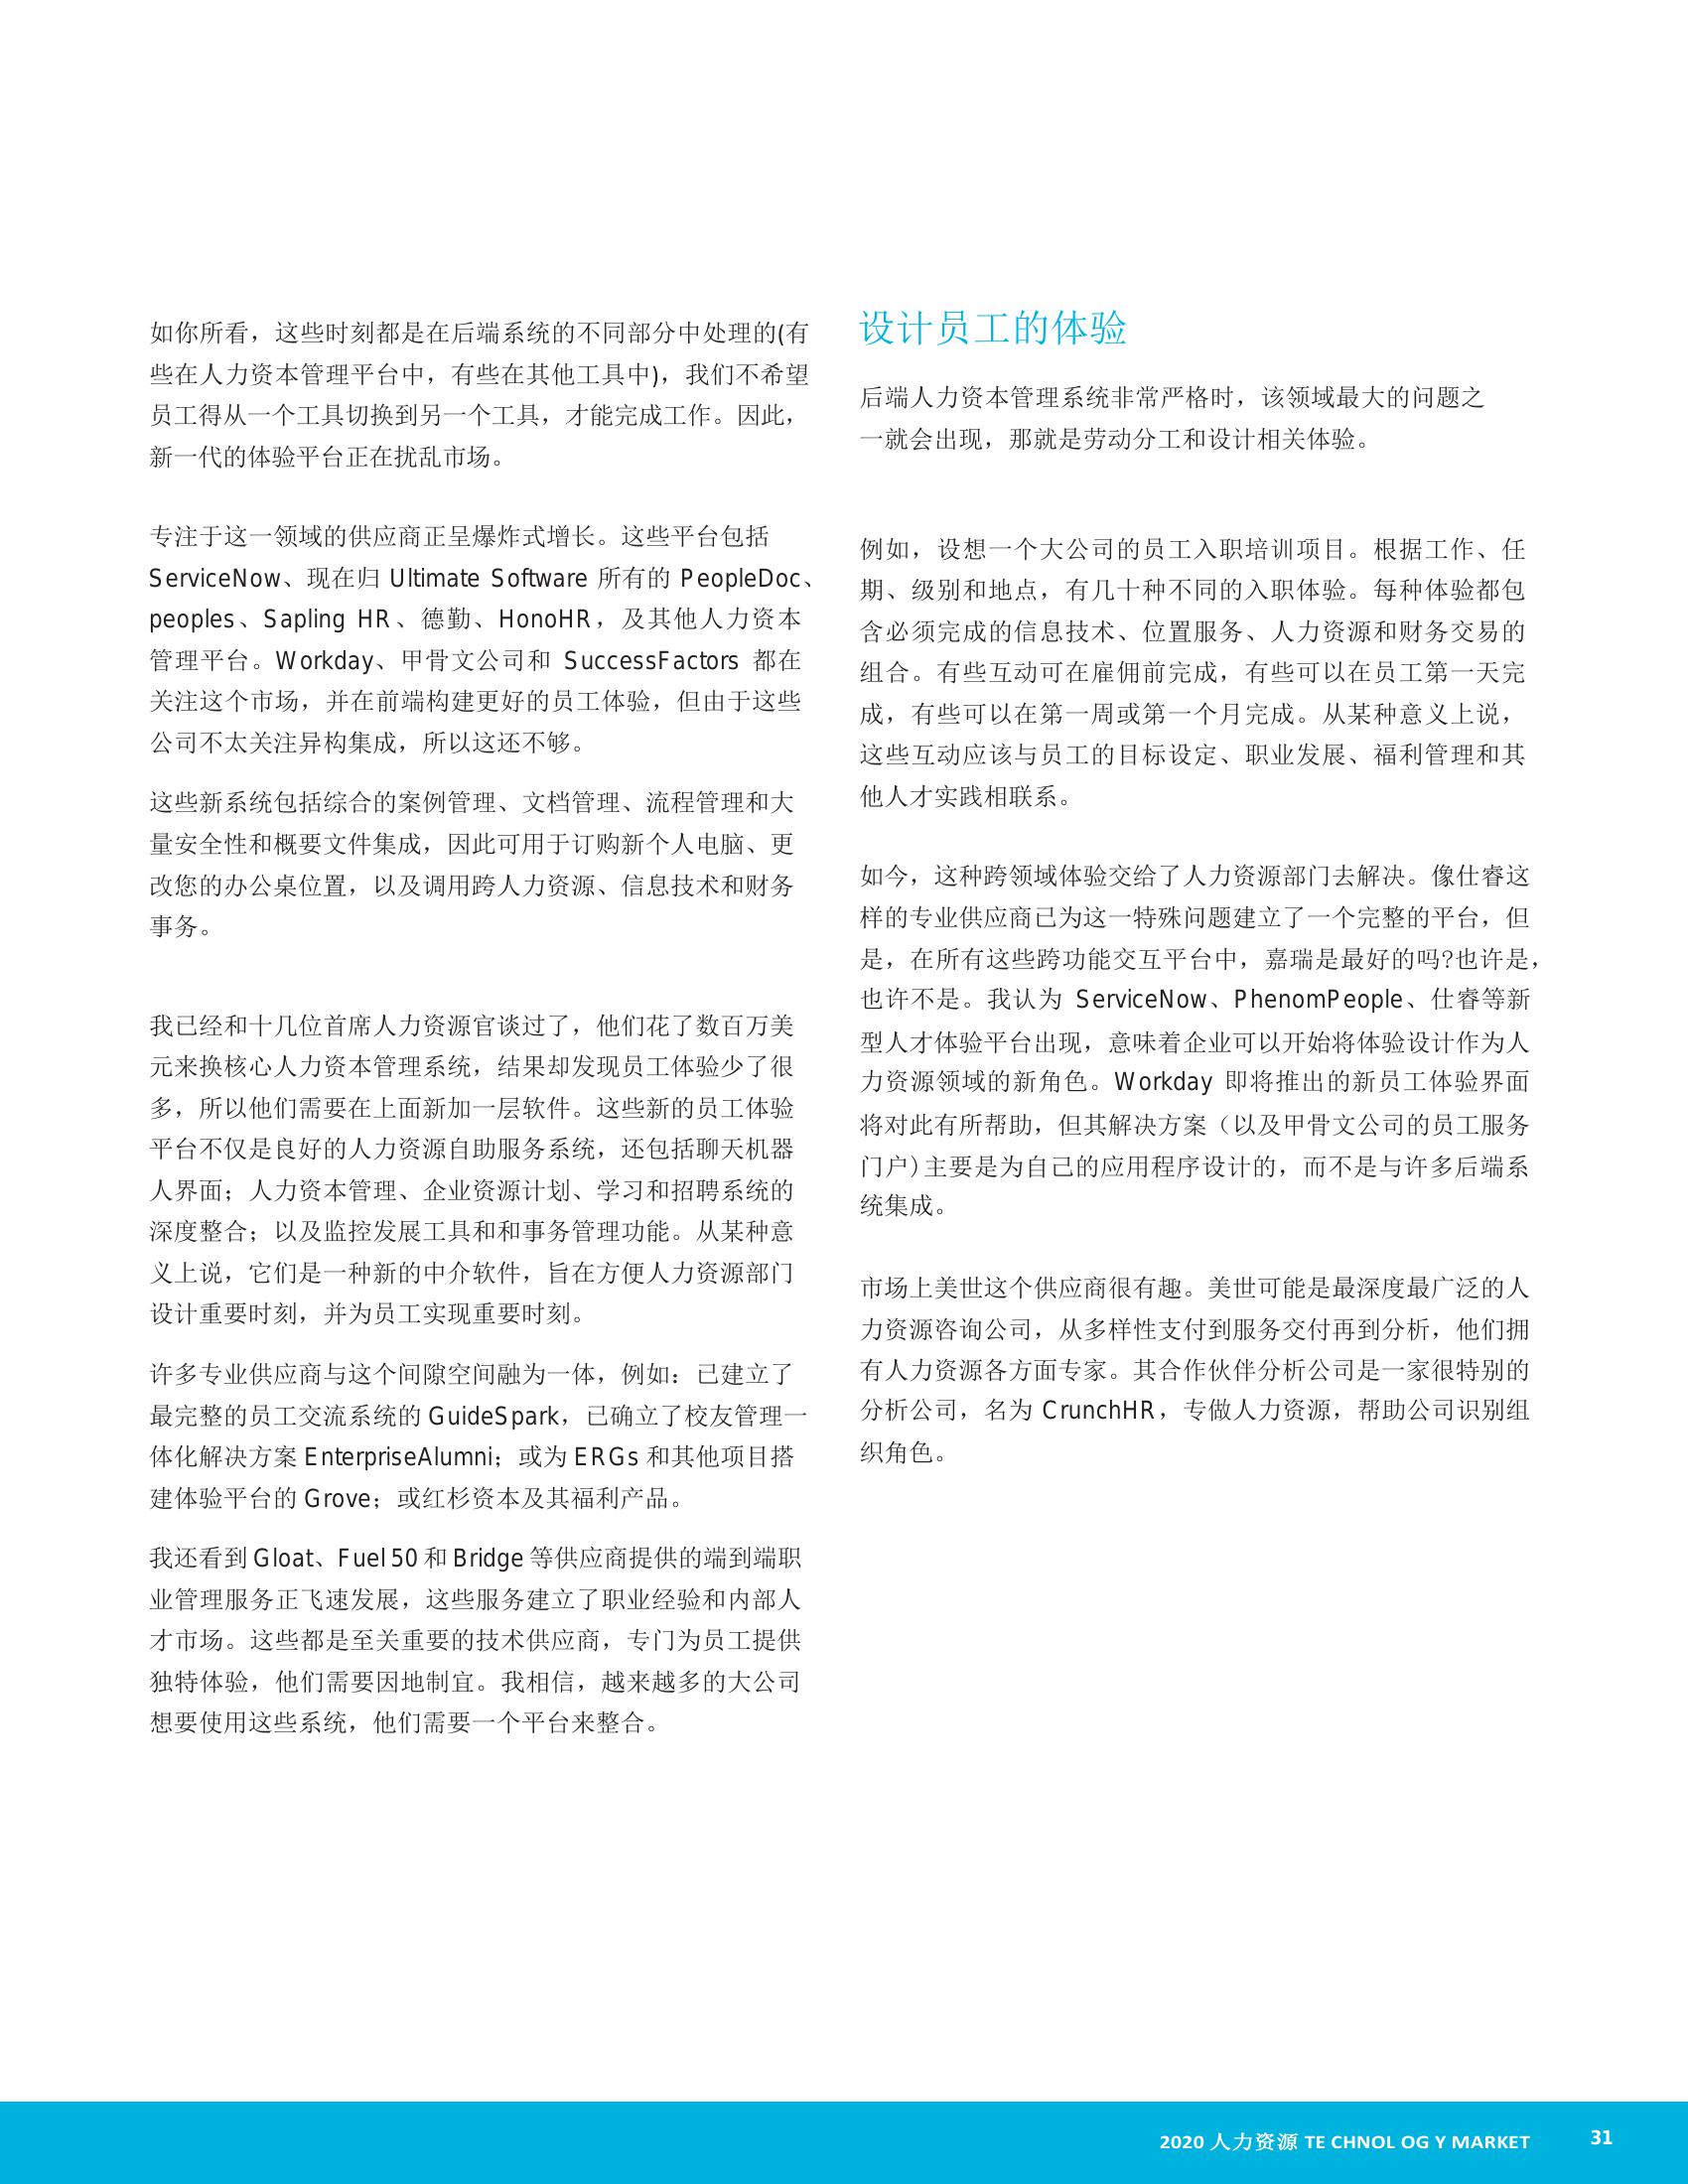 如你所看，这些时刻都是在后端系统的不同部分中处理的(有
些在人力资本管理平台中，有些在其他工具中)，我们不希望
员工得从一个工具切换到另一个工具，才能完成工作。因此，
新一代的体验平台正在扰乱市场。
专注于这一领域的供应商正呈爆炸式增长。这些平台包括
ServiceNow、现在归 Ultimate Software 所有的 PeopleDoc、
peoples、Sapling HR、德勤、HonoHR，及其他人力资本
管理平台。Workday、甲骨文公司和 SuccessFactors 都在
关注这个市场，并在前端构建更好的员工体验，但由于这些
公司不太关注异构集成，所以这还不够。
这些新系统包括综合的案例管理、文档管理、流程管理和大
量安全性和概要文件集成，因此可用于订购新个人电脑、更
改您的办公桌位置，以及调用跨人力资源、信息技术和财务
事务。
我已经和十几位首席人力资源官谈过了，他们花了数百万美
元来换核心人力资本管理系统，结果却发现员工体验少了很
多，所以他们需要在上面新加一层软件。这些新的员工体验
平台不仅是良好的人力资源自助服务系统，还包括聊天机器
人界面；人力资本管理、企业资源计划、学习和招聘系统的
深度整合；以及监控发展工具和和事务管理功能。从某种意
义上说，它们是一种新的中介软件，旨在方便人力资源部门
设计重要时刻，并为员工实现重要时刻。
许多专业供应商与这个间隙空间融为一体，例如：已建立了
最完整的员工交流系统的 GuideSpark，已确立了校友管理一
体化解决方案 EnterpriseAlumni；或为 ERGs 和其他项目搭
建体验平台的 Grove；或红杉资本及其福利产品。
我还看到 Gloat、Fuel 50 和 Bridge 等供应商提供的端到端职
业管理服务正飞速发展，这些服务建立了职业经验和内部人
才市场。这些都是至关重要的技术供应商，专门为员工提供
独特体验，他们需要因地制宜。我相信，越来越多的大公司
想要使用这些系统，他们需要一个平台来整合。
设计员工的体验
后端人力资本管理系统非常严格时，该领域最大的问题之
一就会出现，那就是劳动分工和设计相关体验。
例如，设想一个大公司的员工入职培训项目。根据工作、任
期、级别和地点，有几十种不同的入职体验。每种体验都包
含必须完成的信息技术、位置服务、人力资源和财务交易的
组合。有些互动可在雇佣前完成，有些可以在员工第一天完
成，有些可以在第一周或第一个月完成。从某种意义上说，
这些互动应该与员工的目标设定、职业发展、福利管理和其
他人才实践相联系。
如今，这种跨领域体验交给了人力资源部门去解决。像仕睿这
样的专业供应商已为这一特殊问题建立了一个完整的平台，但
是，在所有这些跨功能交互平台中，嘉瑞是最好的吗?也许是，
也许不是。我认为 ServiceNow、PhenomPeople、仕睿等新
型人才体验平台出现，意味着企业可以开始将体验设计作为人
力资源领域的新角色。Workday 即将推出的新员工体验界面
将对此有所帮助，但其解决方案（以及甲骨文公司的员工服务
门户)主要是为自己的应用程序设计的，而不是与许多后端系
统集成。
市场上美世这个供应商很有趣。美世可能是最深度最广泛的人
力资源咨询公司，从多样性支付到服务交付再到分析，他们拥
有人力资源各方面专家。其合作伙伴分析公司是一家很特别的
分析公司，名为 CrunchHR，专做人力资源，帮助公司识别组
织角色。
2020 人力资源 TE CHNOL OG Y MARKET 31